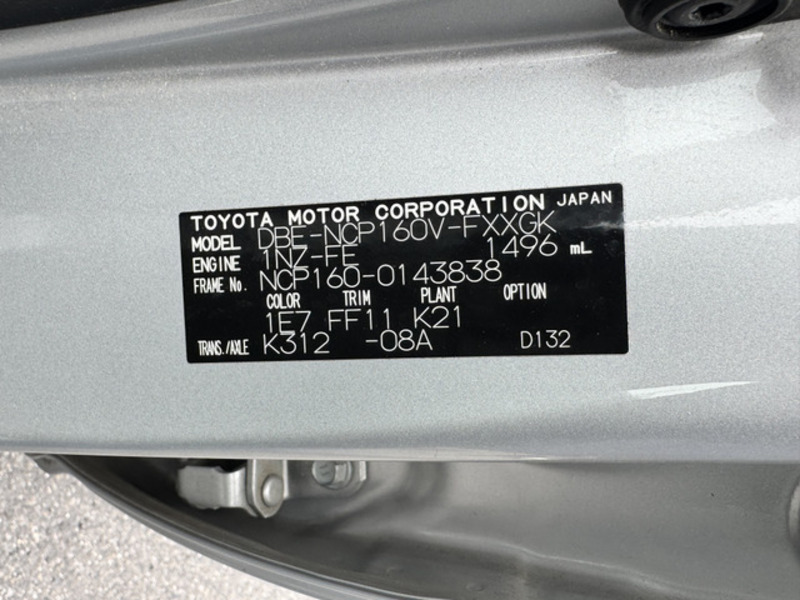 TOYOTA MOTOR CORPORATION JAPAN
MODEL DBE-NCP160V-FXXGK
ENGINE 1NZ-FE 1496 mL
FRAME No. NCP160-0143838
COLOR TRIM PLANT OPTION
1E7 FF11 K21
TRANS./AXLE K312 -08A D132